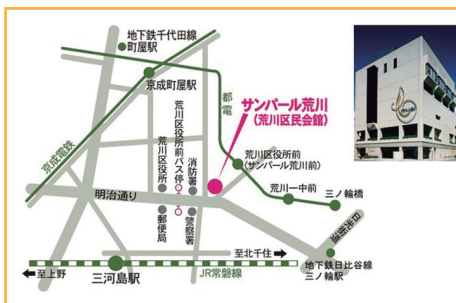 地下鉄千代田線
町屋駅
京成町屋駅
都電
サンパール荒川
(荒川区民会館)
京成電鉄
荒川区役所
荒川区役所前バス停
消防署
荒川区役所前
(サンパール荒川前)
荒川一中前
三ノ輪橋
明治通り
郵便局
警察署
日光街道
至北千住
地下鉄日比谷線
三ノ輪駅
至上野
三河島駅
JR常磐線